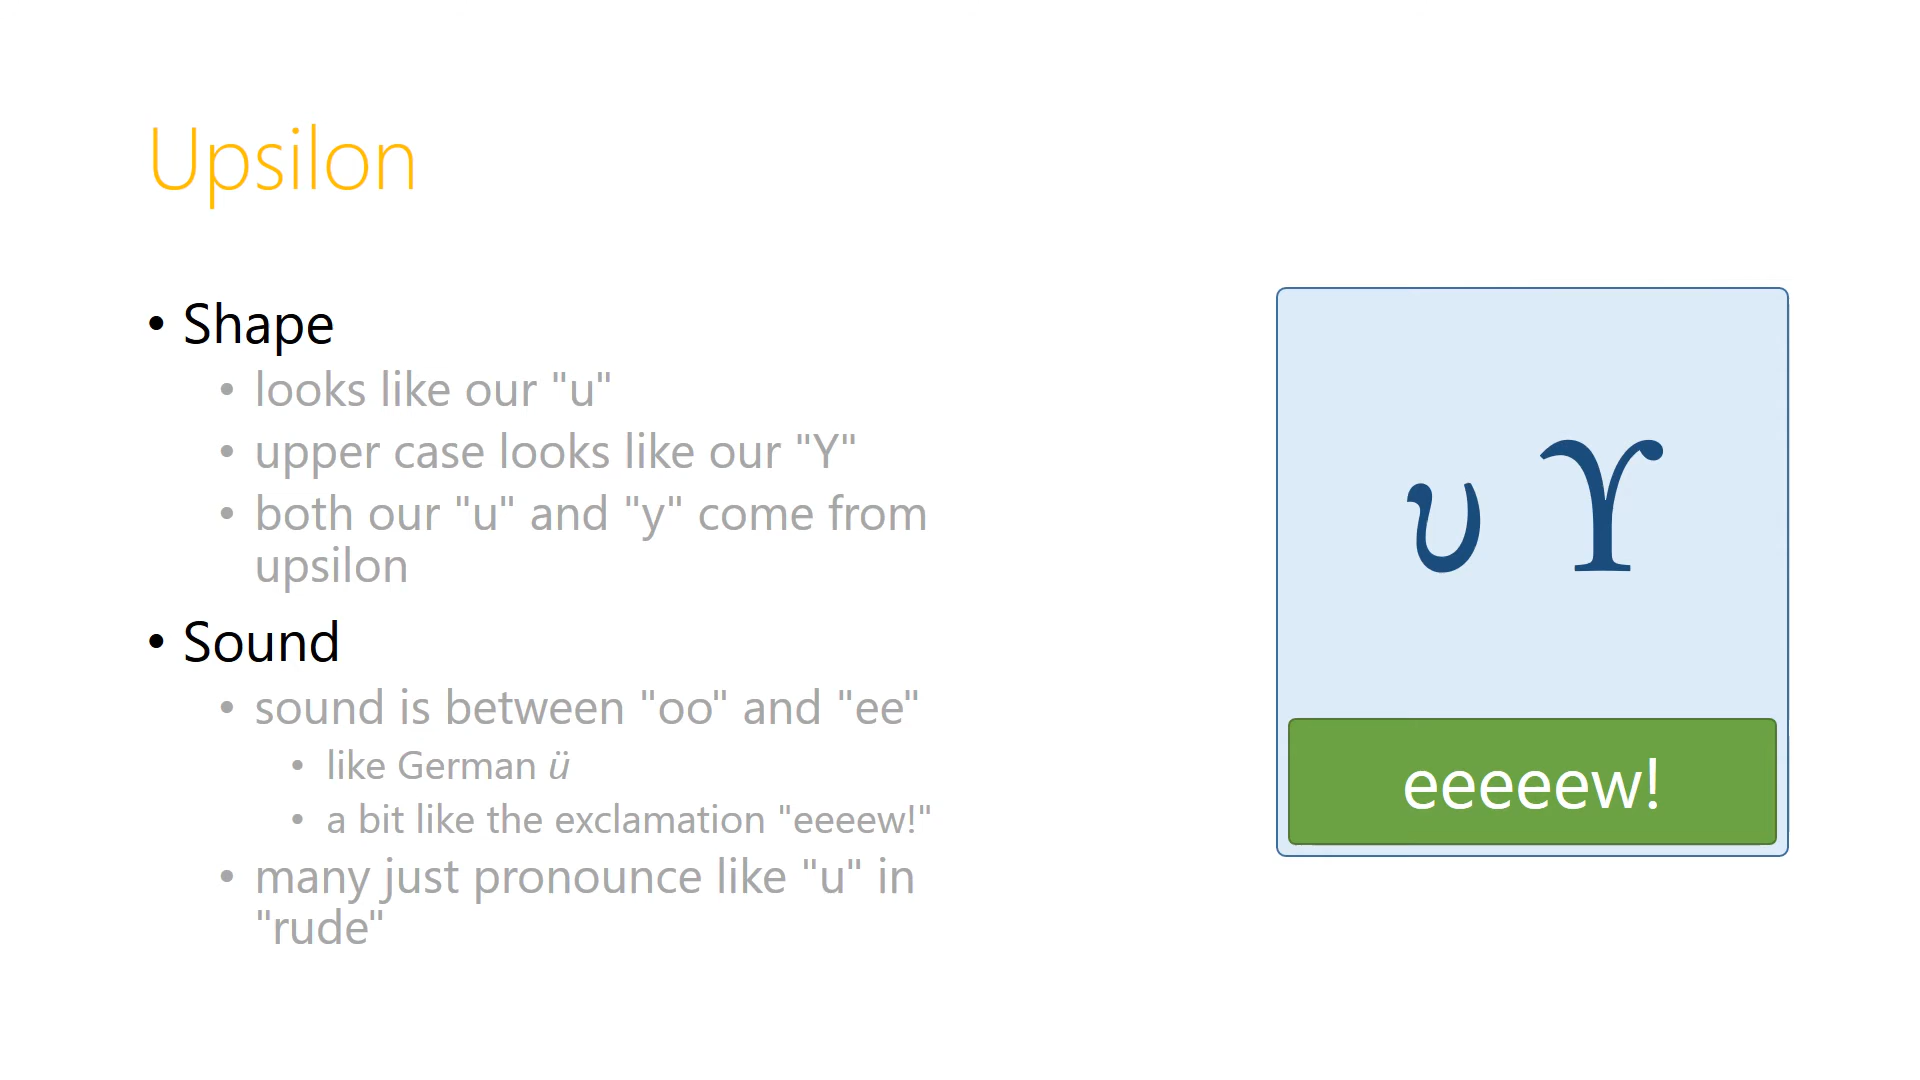 Upsilon
• Shape
• looks like our "u"
• upper case looks like our "Y"
• both our "u" and "y" come from
upsilon
• Sound
• sound is between "oo" and "ee"
• like German ü
• a bit like the exclamation "eeeew!"
• many just pronounce like "u" in
"rude"
υ ϒ
eeeeew!